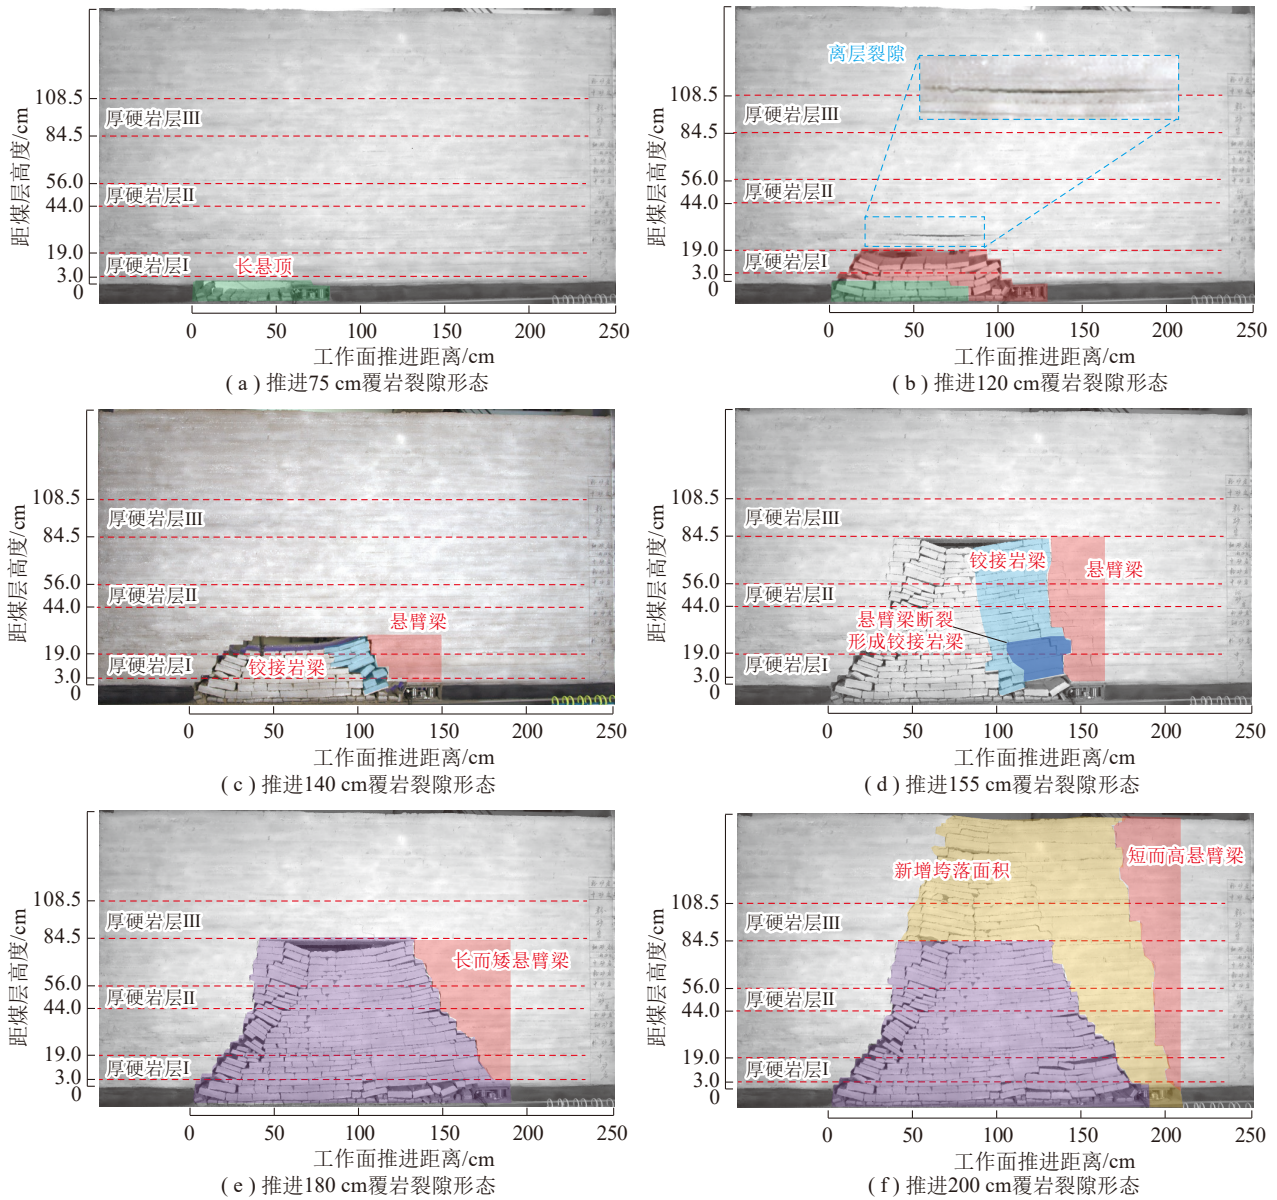 距煤层高度/cm
108.5
厚硬岩层III
84.5
56.0
厚硬岩层II
44.0
19.0
厚硬岩层I
长悬顶
3.0
0
0 50 100 150 200 250
工作面推进距离/cm
( a ) 推进75 cm覆岩裂隙形态
距煤层高度/cm
离层裂隙
108.5
厚硬岩层III
84.5
56.0
厚硬岩层II
44.0
19.0
厚硬岩层I
3.0
0
0 50 100 150 200 250
工作面推进距离/cm
( b ) 推进120 cm覆岩裂隙形态
距煤层高度/cm
108.5
厚硬岩层III
84.5
56.0
厚硬岩层II
44.0
悬臂梁
19.0
厚硬岩层I
铰接岩梁
3.0
0
0 50 100 150 200 250
工作面推进距离/cm
( c ) 推进140 cm覆岩裂隙形态
距煤层高度/cm
108.5
厚硬岩层III
84.5
铰接岩梁
悬臂梁
56.0
厚硬岩层II
44.0
悬臂梁断裂
形成铰接岩梁
19.0
厚硬岩层I
3.0
0
0 50 100 150 200 250
工作面推进距离/cm
( d ) 推进155 cm覆岩裂隙形态
距煤层高度/cm
108.5
厚硬岩层III
84.5
长而矮悬臂梁
56.0
厚硬岩层II
44.0
19.0
厚硬岩层I
3.0
0
0 50 100 150 200 250
工作面推进距离/cm
( e ) 推进180 cm覆岩裂隙形态
距煤层高度/cm
短而高悬臂梁
新增垮落面积
108.5
厚硬岩层III
84.5
56.0
厚硬岩层II
44.0
19.0
厚硬岩层I
3.0
0
0 50 100 150 200 250
工作面推进距离/cm
( f ) 推进200 cm覆岩裂隙形态